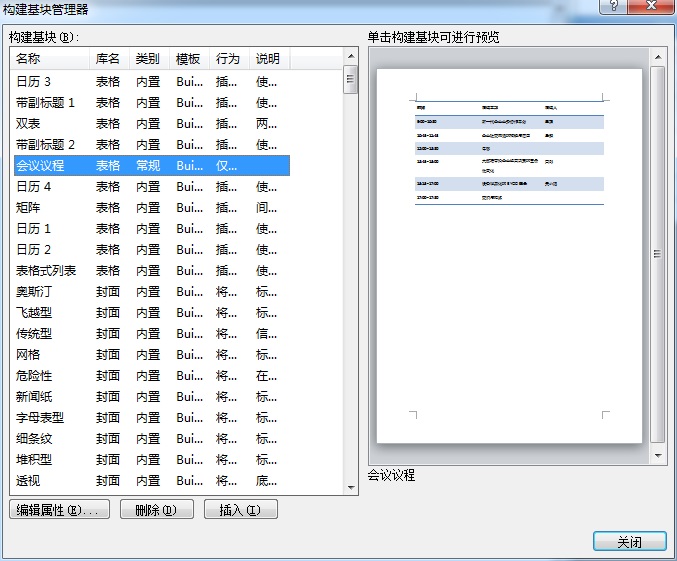 构建基块管理器
构建基块(B):
单击构建基块可进行预览
名称 库名 类别 模板 行为 说明
日历 3 表格 内置 Bui... 插... 使...
带副标题 1 表格 内置 Bui... 插... 使...
双表 表格 内置 Bui... 插... 两...
带副标题 2 表格 内置 Bui... 插... 使...
会议议程 表格 常规 Bui... 仅...
日历 4 表格 内置 Bui... 插... 使...
矩阵 表格 内置 Bui... 插... 间...
日历 1 表格 内置 Bui... 插... 使...
日历 2 表格 内置 Bui... 插... 使...
表格式列表 表格 内置 Bui... 插... 使...
奥斯汀 封面 内置 Bui... 将... 标...
飞越型 封面 内置 Bui... 将... 标...
传统型 封面 内置 Bui... 将... 信...
网格 封面 内置 Bui... 将... 标...
危险性 封面 内置 Bui... 将... 在...
新闻纸 封面 内置 Bui... 将... 标...
字母表型 封面 内置 Bui... 将... 标...
细条纹 封面 内置 Bui... 将... 标...
堆积型 封面 内置 Bui... 将... 标...
透视 封面 内置 Bui... 将... 底...
会议议程
编辑属性(E)... 删除(D) 插入(I)
关闭